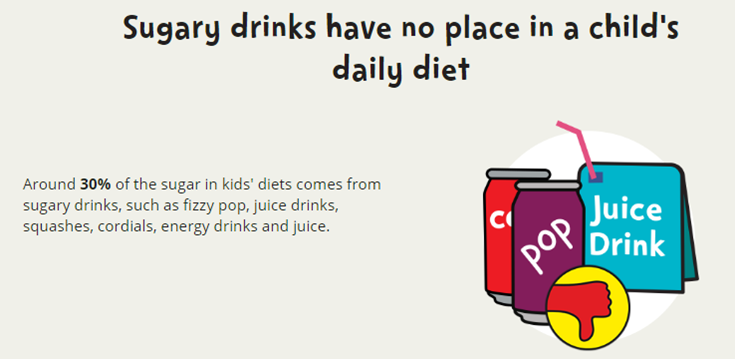 Sugary drinks have no place in a child's
daily diet
Around 30% of the sugar in kids' diets comes from
sugary drinks, such as fizzy pop, juice drinks,
squashes, cordials, energy drinks and juice.
co
pop
Juice
Drink